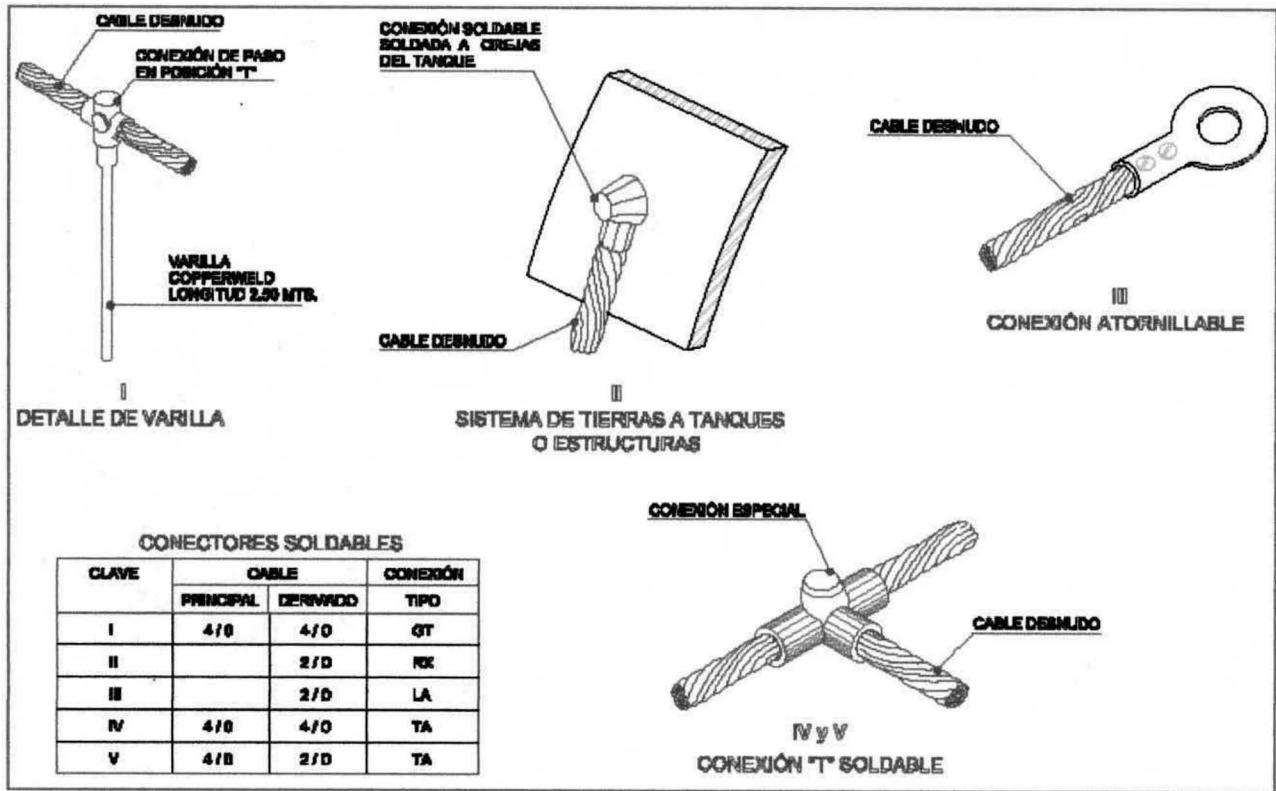 CABLE DESNUDO
CONEXIÓN DE PASO
EN POSICIÓN "T"
VARILLA
COPPERWELD
LONGITUD 2.50 MTS.
I
DETALLE DE VARILLA
CONEXIÓN SOLDABLE
SOLDADA A OREJAS
DEL TANQUE
CABLE DESNUDO
II
SISTEMA DE TIERRAS A TANQUES
O ESTRUCTURAS
CABLE DESNUDO
III
CONEXIÓN ATORNILLABLE
CONECTORES SOLDABLES
CLAVE CABLE CONEXIÓN
PRINCIPAL DERIVADO TIPO
I 4/0 4/0 GT
II 2/0 RX
III 2/0 LA
IV 4/0 4/0 TA
V 4/0 2/0 TA
CONEXIÓN ESPECIAL
CABLE DESNUDO
IV y V
CONEXIÓN "T" SOLDABLE